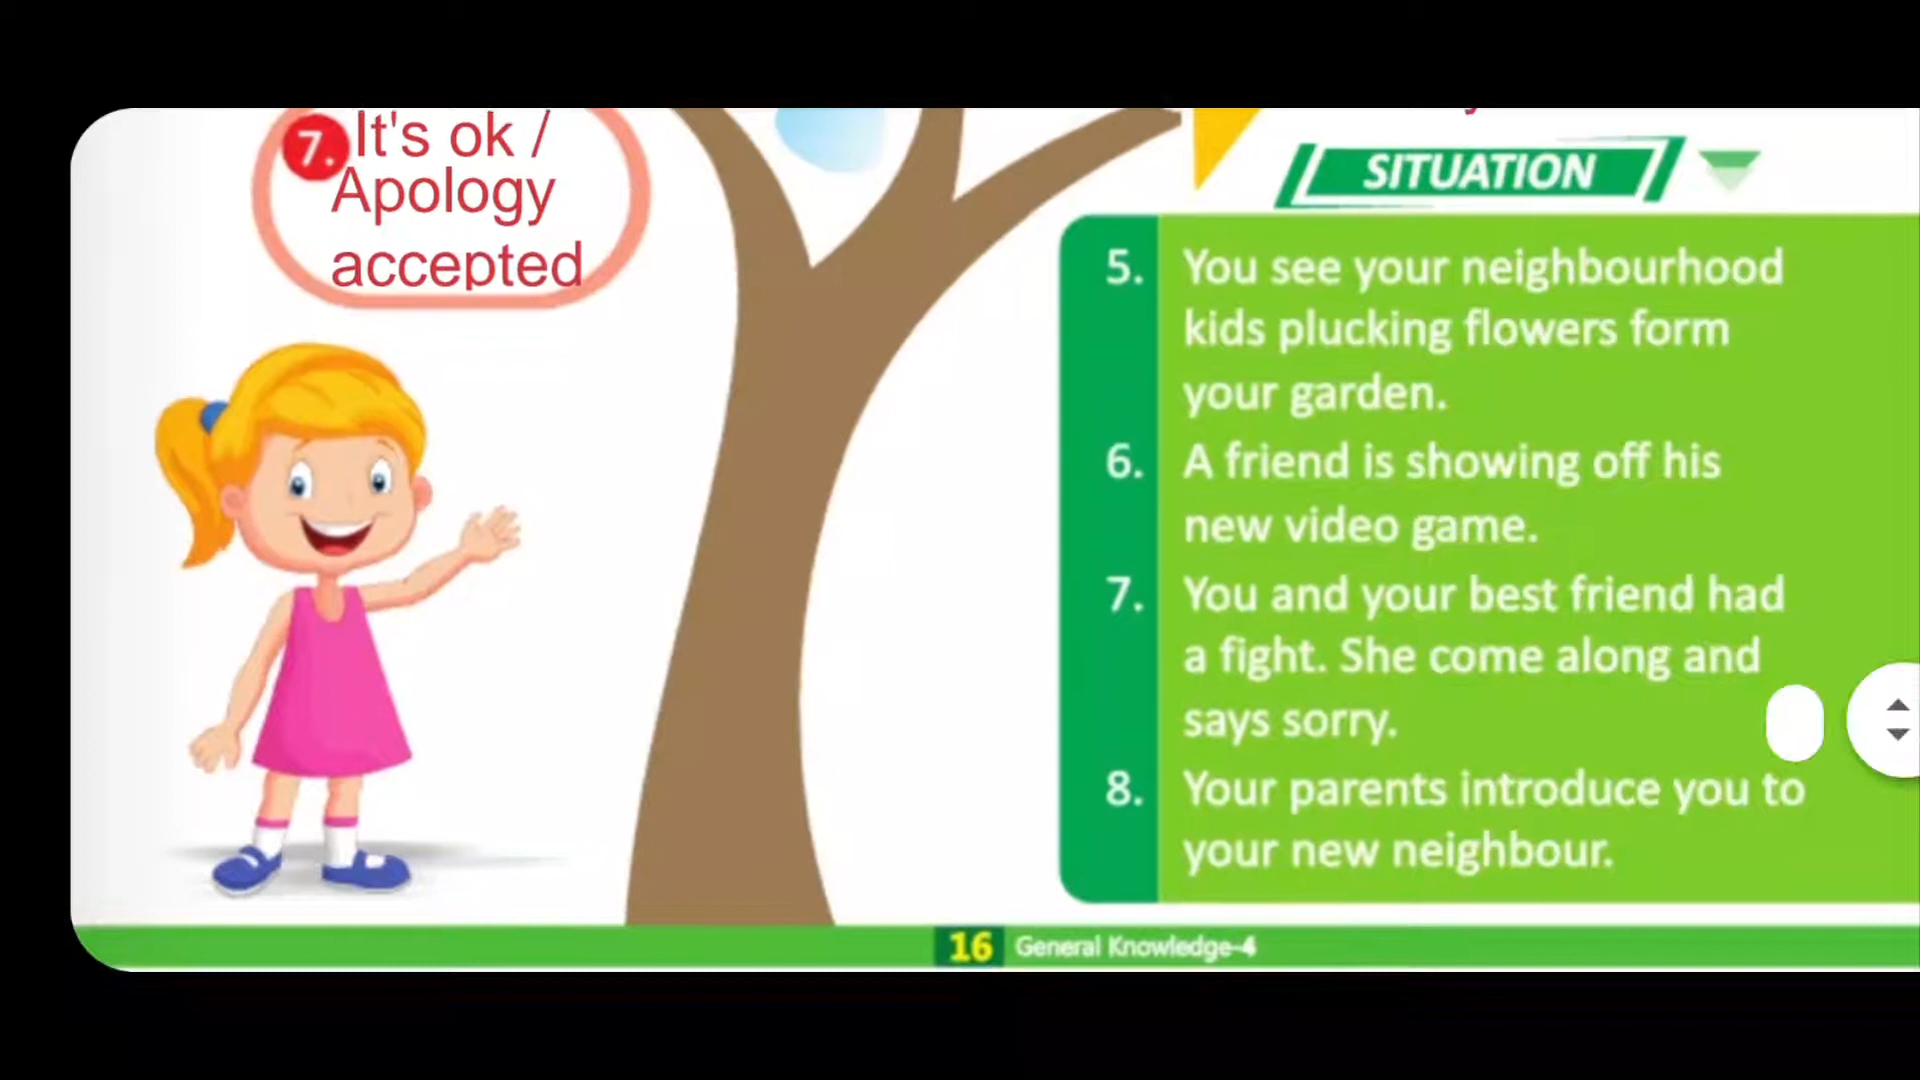 7. It's ok /
Apology
accepted
SITUATION
5. You see your neighbourhood
kids plucking flowers form
your garden.
6. A friend is showing off his
new video game.
7. You and your best friend had
a fight. She come along and
says sorry.
8. Your parents introduce you to
your new neighbour.
16 General Knowledge-4